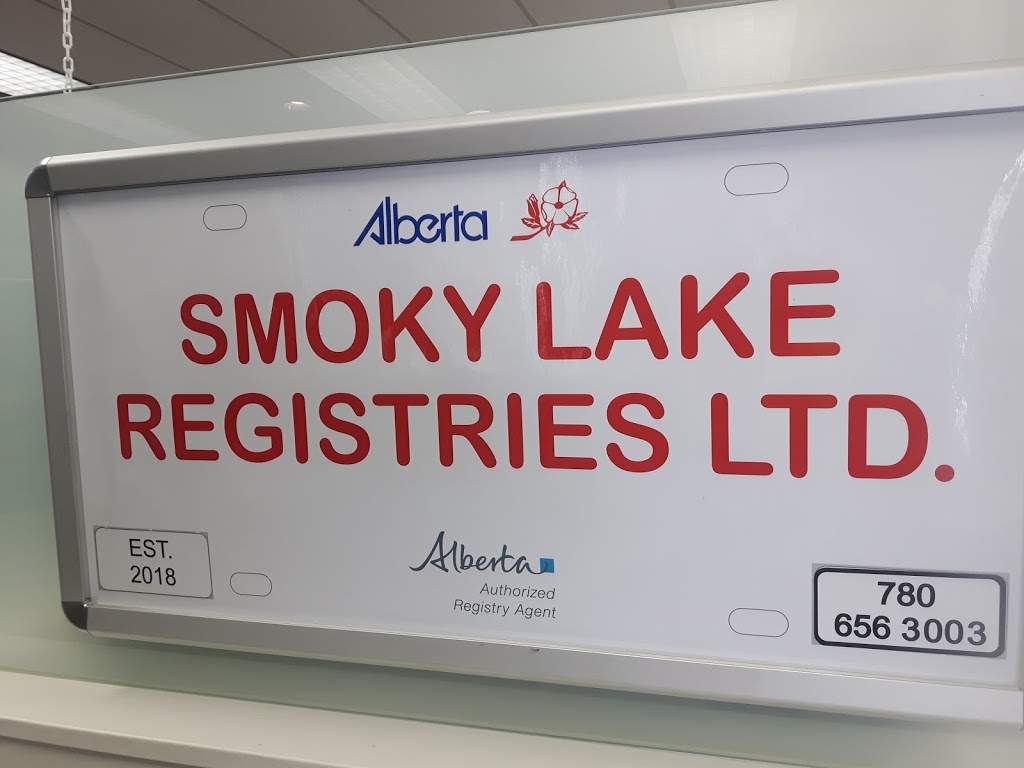 Alberta
SMOKY LAKE
REGISTRIES LTD.
EST.
2018
Alberta
Authorized
Registry Agent
780
656 3003